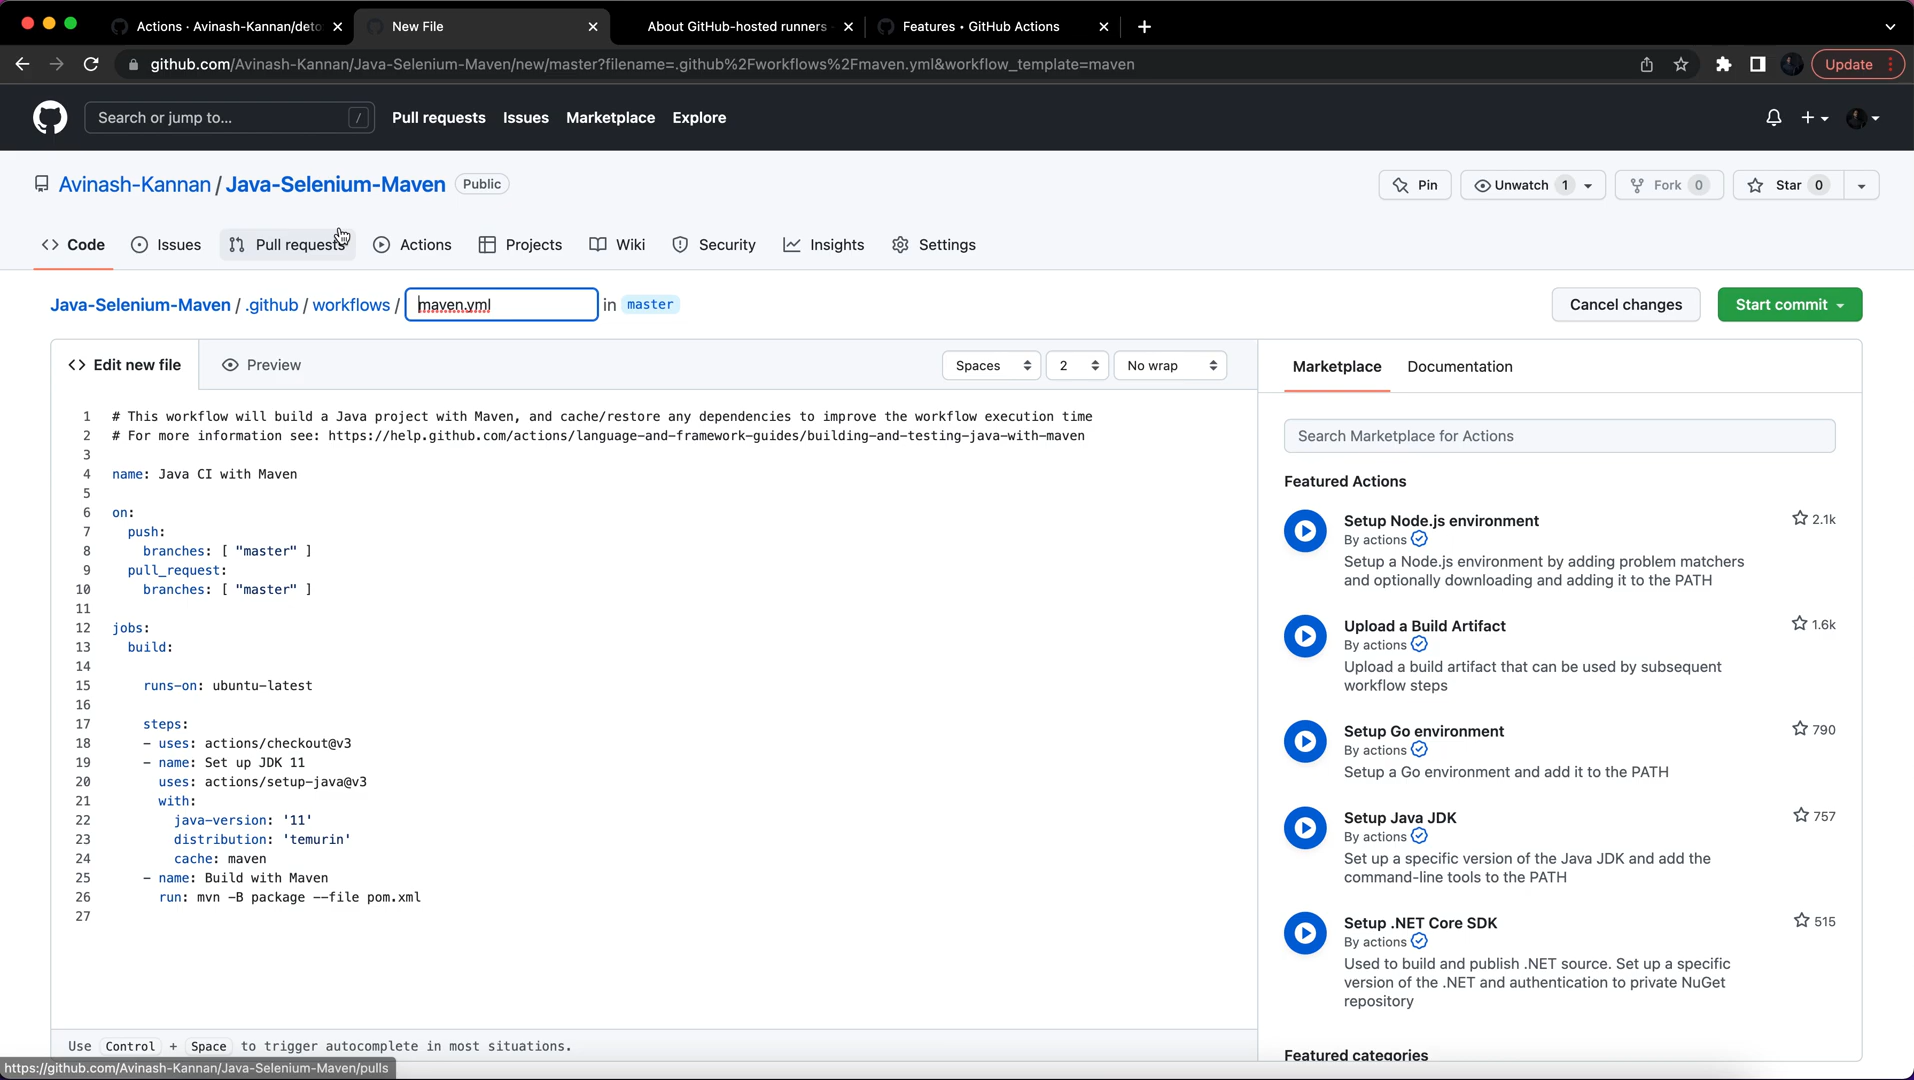 Actions · Avinash-Kannan/deto
New File
About GitHub-hosted runners
Features • GitHub Actions
github.com/Avinash-Kannan/Java-Selenium-Maven/new/master?filename=.github%2Fworkflows%2Fmaven.yml&workflow_template=maven
Update
Search or jump to...
/
Pull requests
Issues
Marketplace
Explore
Avinash-Kannan / Java-Selenium-Maven
Public
Pin
Unwatch 1
Fork 0
Star 0
Code
Issues
Pull requests
Actions
Projects
Wiki
Security
Insights
Settings
Java-Selenium-Maven / .github / workflows / maven.yml in master
Cancel changes
Start commit
<> Edit new file
Preview
Spaces
2
No wrap
1 # This workflow will build a Java project with Maven, and cache/restore any dependencies to improve the workflow execution time
2 # For more information see: https://help.github.com/actions/language-and-framework-guides/building-and-testing-java-with-maven
3
4 name: Java CI with Maven
5
6 on:
7 push:
8 branches: [ "master" ]
9 pull_request:
10 branches: [ "master" ]
11
12 jobs:
13 build:
14
15 runs-on: ubuntu-latest
16
17 steps:
18 - uses: actions/checkout@v3
19 - name: Set up JDK 11
20 uses: actions/setup-java@v3
21 with:
22 java-version: '11'
23 distribution: 'temurin'
24 cache: maven
25 - name: Build with Maven
26 run: mvn -B package --file pom.xml
27
Use Control + Space to trigger autocomplete in most situations.
https://github.com/Avinash-Kannan/Java-Selenium-Maven/pulls
Marketplace
Documentation
Search Marketplace for Actions
Featured Actions
Setup Node.js environment
2.1k
By actions
Setup a Node.js environment by adding problem matchers
and optionally downloading and adding it to the PATH
Upload a Build Artifact
1.6k
By actions
Upload a build artifact that can be used by subsequent
workflow steps
Setup Go environment
790
By actions
Setup a Go environment and add it to the PATH
Setup Java JDK
757
By actions
Set up a specific version of the Java JDK and add the
command-line tools to the PATH
Setup .NET Core SDK
515
By actions
Used to build and publish .NET source. Set up a specific
version of the .NET and authentication to private NuGet
repository
Featured categories